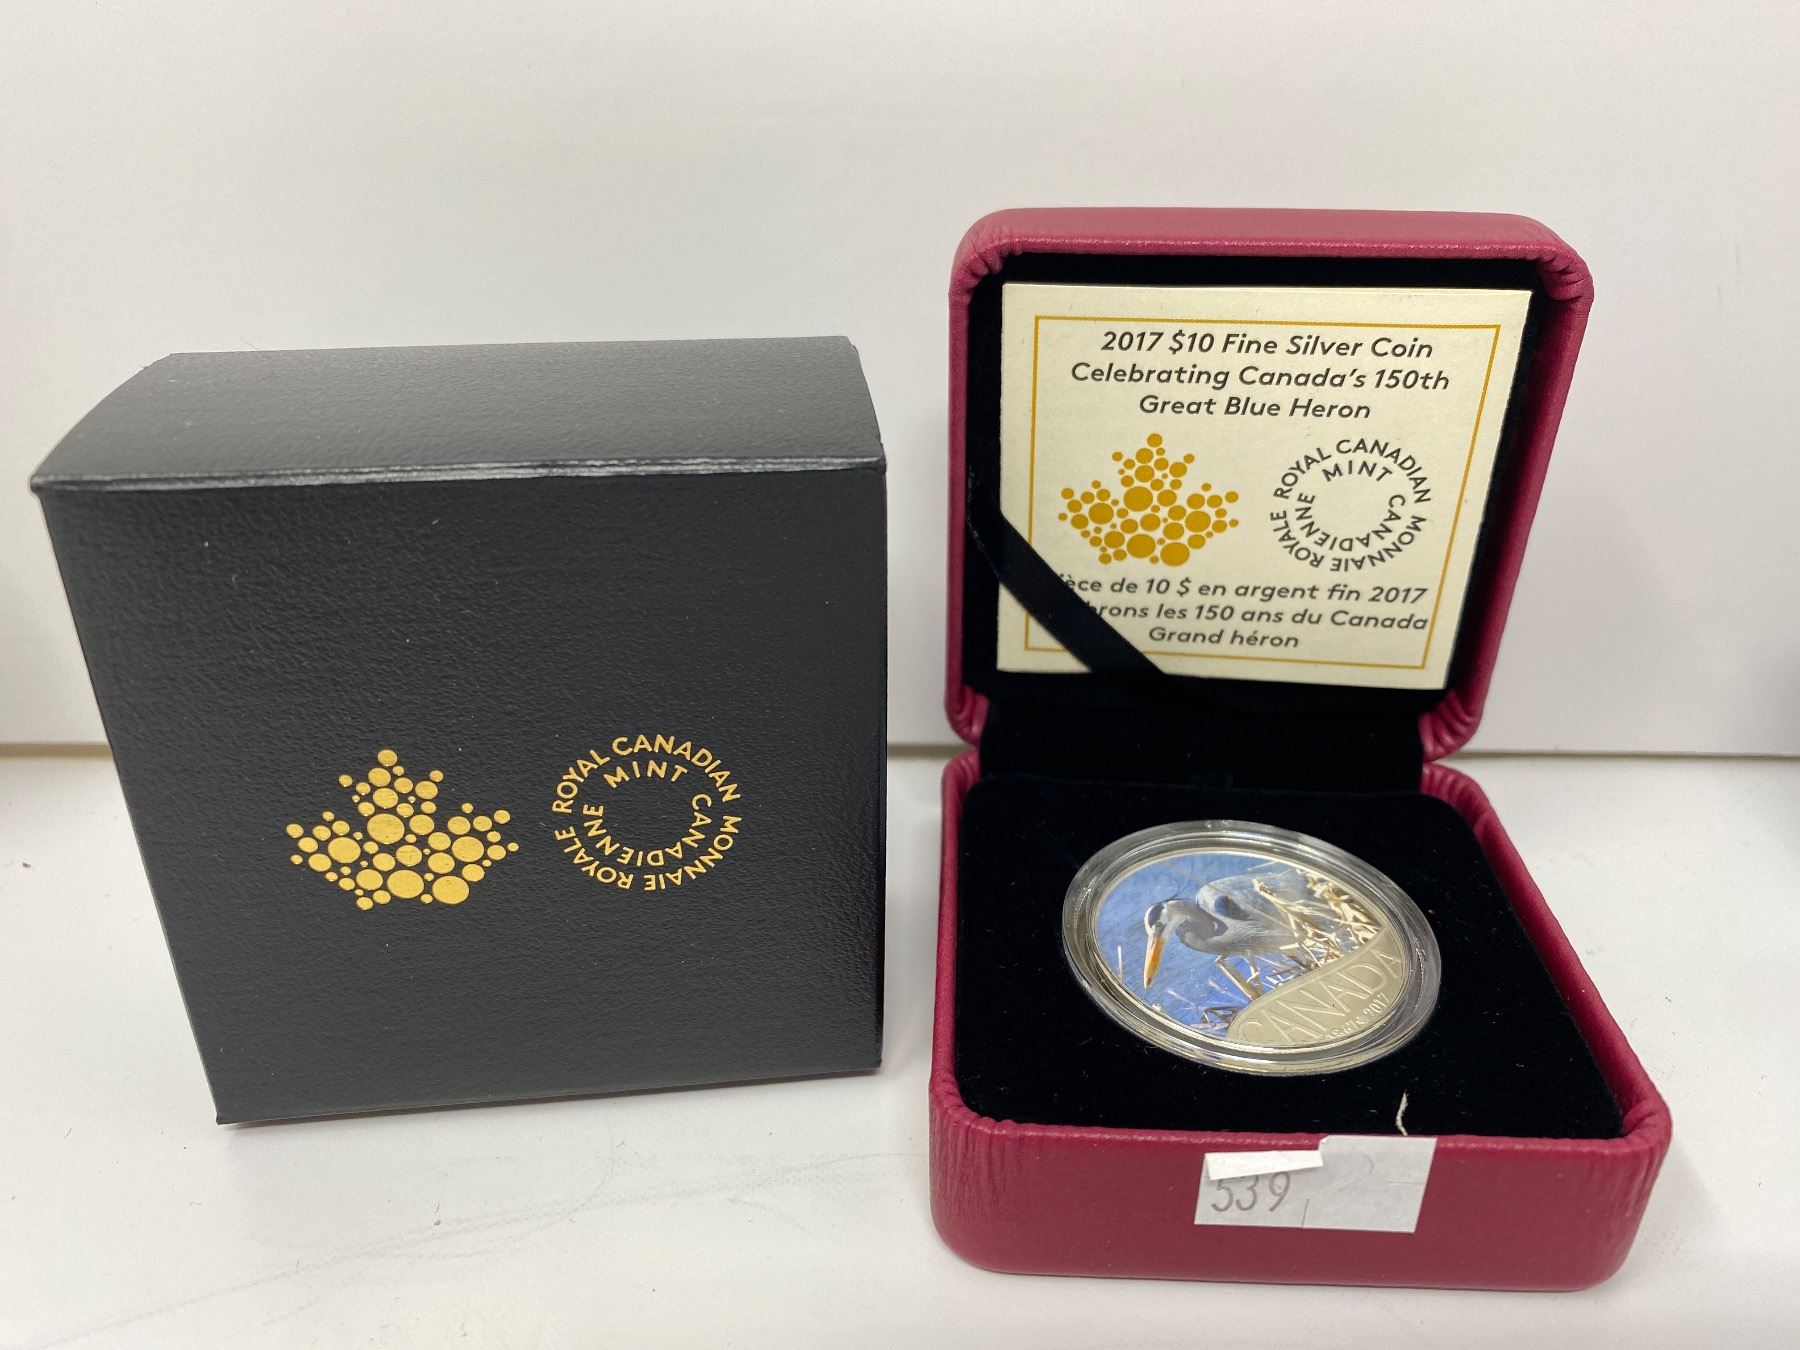 ROYAL CANADIAN MINT
MONNAIE ROYALE CANADIENNE
2017 $10 Fine Silver Coin
Celebrating Canada's 150th
Great Blue Heron
ROYAL CANADIAN MINT
MONNAIE ROYALE CANADIENNE
ièce de 10 $ en argent fin 2017
brons les 150 ans du Canada
Grand héron
CANADA
2017
539